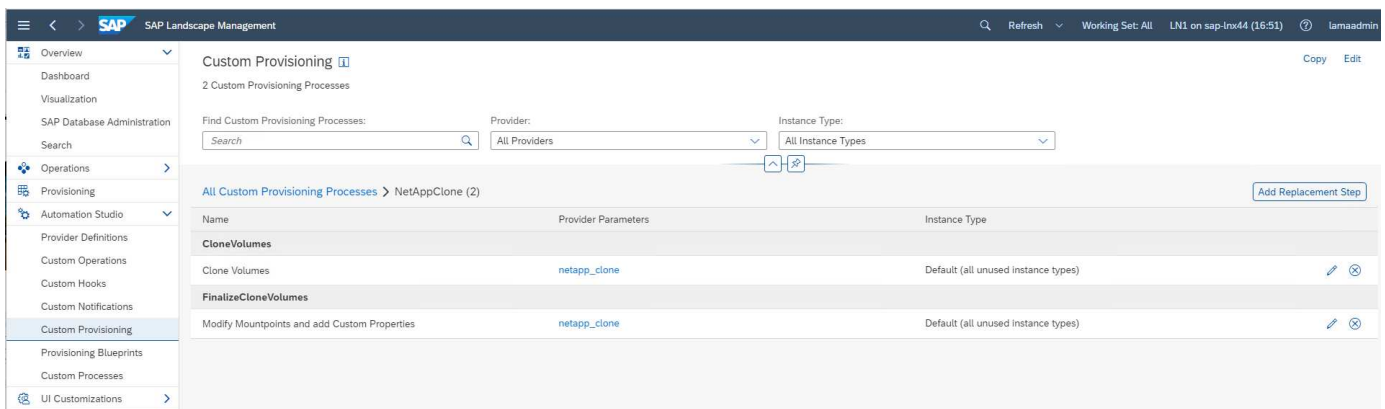 SAP SAP Landscape Management Refresh Working Set: All LN1 on sap-lnx44 (16:51) lamaadmin
Overview
Dashboard
Visualization
SAP Database Administration
Search
Operations
Provisioning
Automation Studio
Provider Definitions
Custom Operations
Custom Hooks
Custom Notifications
Custom Provisioning
Provisioning Blueprints
Custom Processes
UI Customizations
Custom Provisioning
Copy Edit
2 Custom Provisioning Processes
Find Custom Provisioning Processes: Provider: Instance Type:
Search All Providers All Instance Types
All Custom Provisioning Processes > NetAppClone (2) Add Replacement Step
Name Provider Parameters Instance Type
CloneVolumes
Clone Volumes netapp_clone Default (all unused instance types)
FinalizeCloneVolumes
Modify Mountpoints and add Custom Properties netapp_clone Default (all unused instance types)